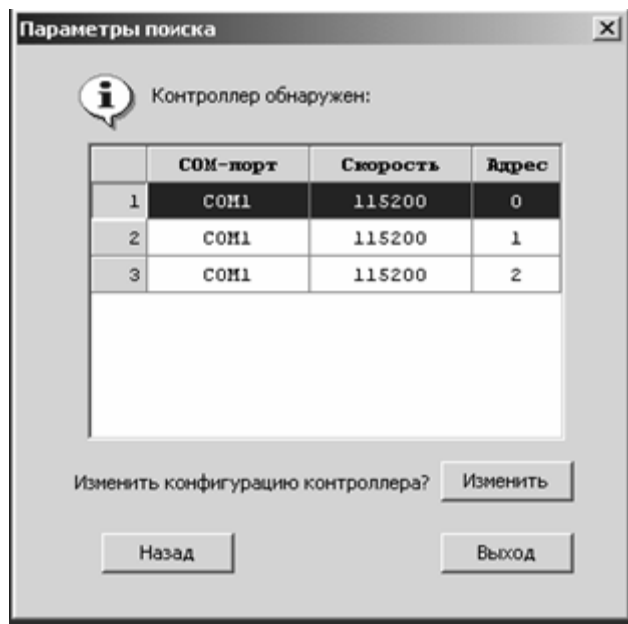 Параметры поиска
Контроллер обнаружен:
COM-порт Скорость Адрес
1 COM1 115200 0
2 COM1 115200 1
3 COM1 115200 2
Изменить конфигурацию контроллера? Изменить
Назад Выход